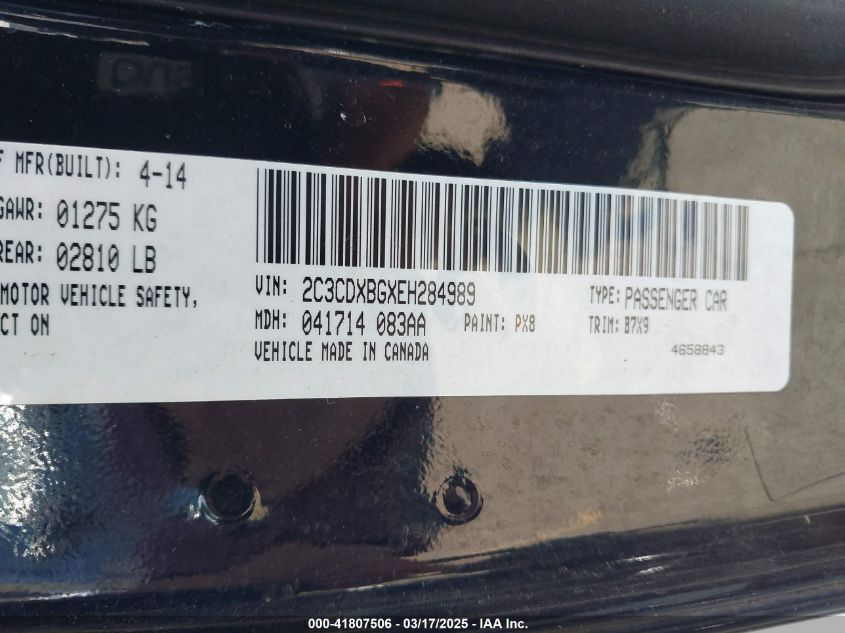 F MFR(BUILT): 4-14
GAWR: 01275 KG
REAR: 02810 LB
MOTOR VEHICLE SAFETY,
CT ON
VIN: 2C3CDXBGXEH284989
TYPE: PASSENGER CAR
MDH: 041714 083AA PAINT: PX8
TRIM: B7X9
VEHICLE MADE IN CANADA
4658843
000-41807506 - 03/17/2025 - IAA Inc.